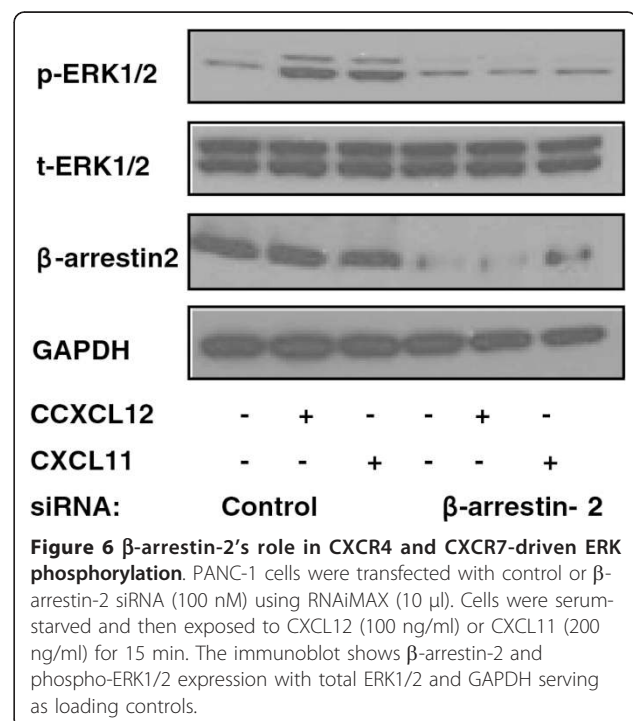 p-ERK1/2
t-ERK1/2
β-arrestin2
GAPDH
CCXCL12 - + - - + -
CXCL11 - - + - - +
siRNA: Control β-arrestin- 2
Figure 6 β-arrestin-2's role in CXCR4 and CXCR7-driven ERK
phosphorylation. PANC-1 cells were transfected with control or β-
arrestin-2 siRNA (100 nM) using RNAiMAX (10 μl). Cells were serum-
starved and then exposed to CXCL12 (100 ng/ml) or CXCL11 (200
ng/ml) for 15 min. The immunoblot shows β-arrestin-2 and
phospho-ERK1/2 expression with total ERK1/2 and GAPDH serving
as loading controls.